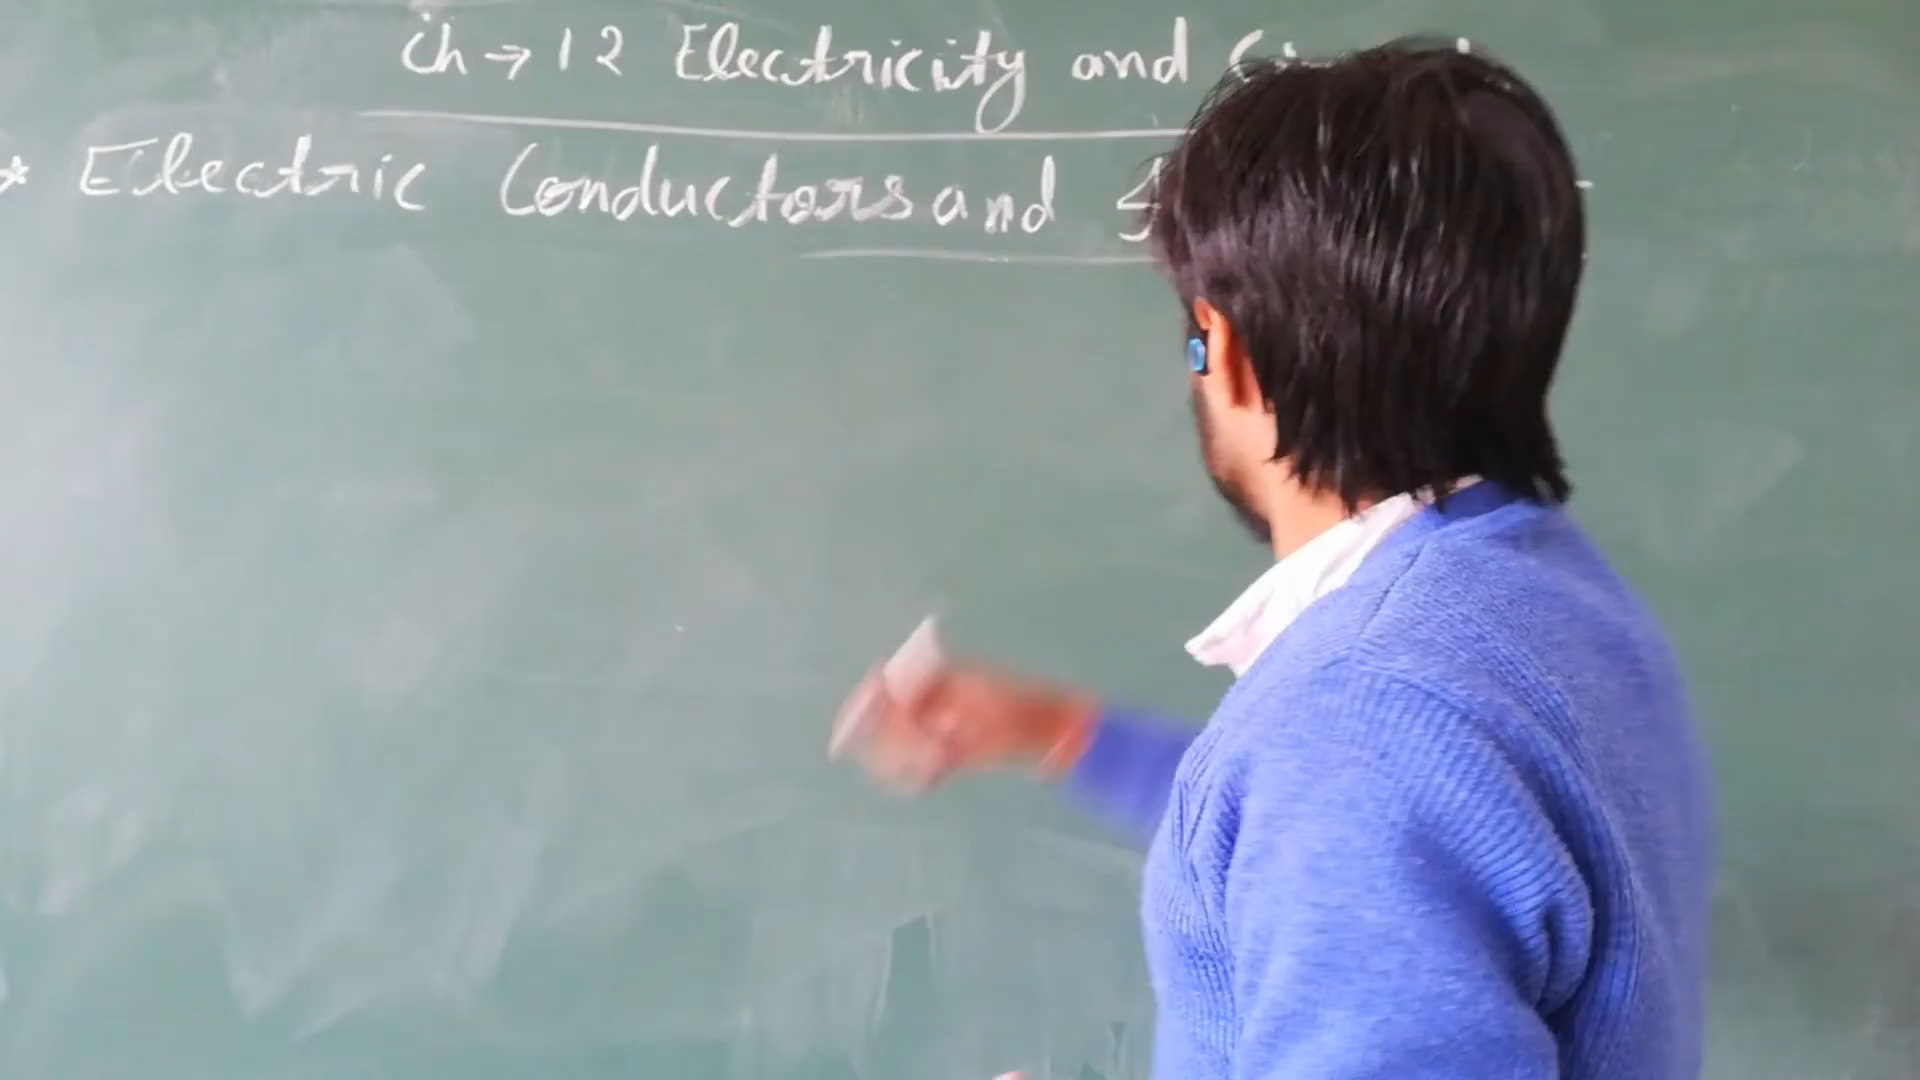 ch → 12 Electricity and
* Electric Conductors and